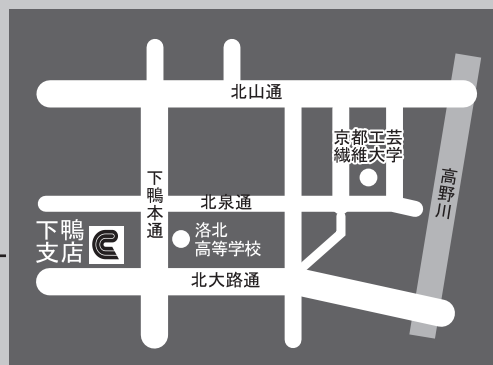 北山通
京都工芸
繊維大学
高野川
下鴨本通
北泉通
下鴨
支店
洛北
高等学校
北大路通